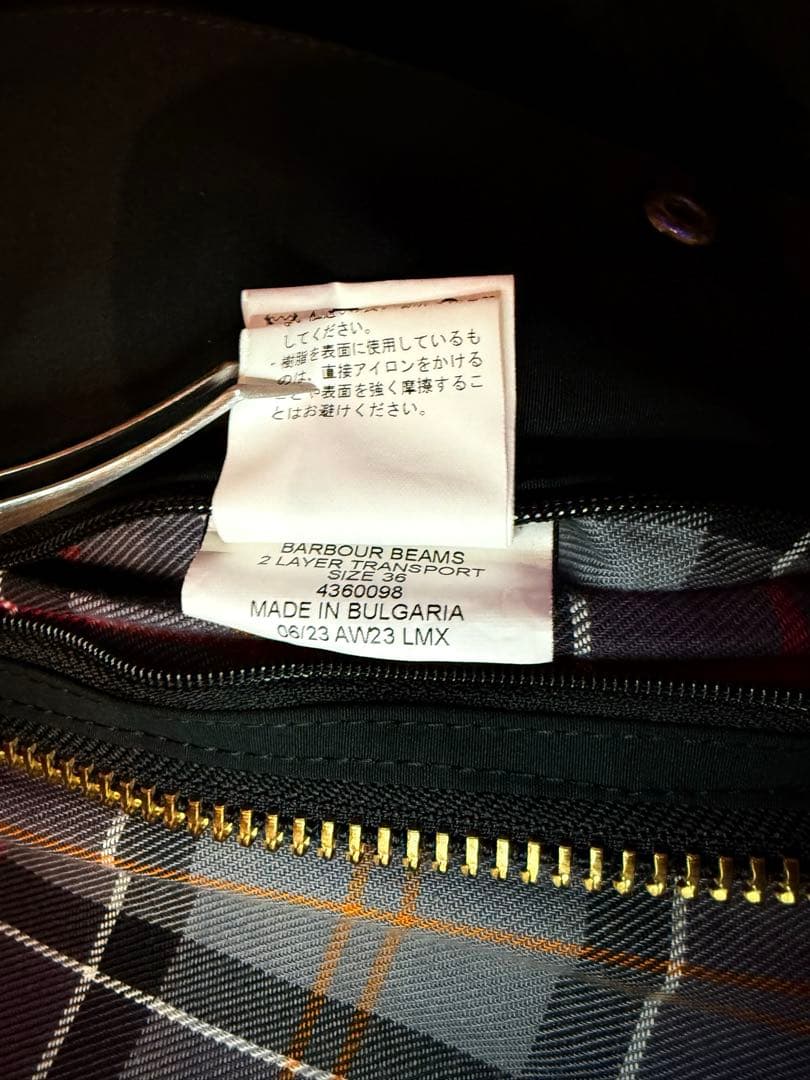 してください。
・樹脂を表面に使用しているも
のは、直接アイロンをかける
ことや表面を強く摩擦するこ
とはお避けください。
BARBOUR BEAMS
2 LAYER TRANSPORT
SIZE 36
4360098
MADE IN BULGARIA
06/23 AW23 LMX